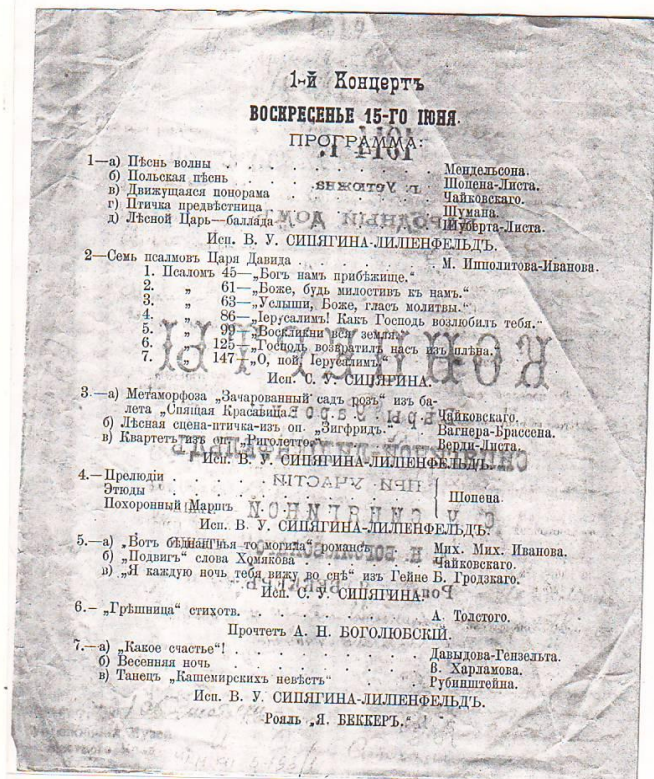 1-й Концертъ
ВОСКРЕСЕНЬЕ 15-ГО ІЮНЯ.
ПРОГРАММА:
1—а) Пѣснь волны . . . . . . . Мендельсона.
б) Польская пѣснь . . . . . . . Шопена-Листа.
в) Движущаяся понорама . . . . . . . Чайковскаго.
г) Птичка предвѣстница . . . . . . . Шумана.
д) Лѣсной Царь—баллада . . . . . . . Шуберта-Листа.
Исп. В. У. СИПЯГИНА-ЛИЛІЕНФЕЛЬДЪ.
2—Семь псалмовъ Царя Давида . . . . . . . М. Ипполитова-Иванова.
1. Псаломъ 45—„Богъ намъ прибѣжище.“
2. „ 61—„Боже, будь милостивъ къ намъ.“
3. „ 63—„Услыши, Боже, гласъ молитвы.“
4. „ 86—„Іерусалимъ! Какъ Господь возлюбилъ тебя.“
5. „ 99—„Воскликни вся земля.“
6. „ 125—„Господь возвратилъ насъ изъ плѣна.
7. „ 147—„О, пой, Іерусалимъ“
Исп. С. У. СИПЯГИНА.
3.—а) Метаморфоза „Зачарованный садъ розъ“ изъ ба-
лета „Спящая Красавица . . . . . Чайковскаго.
б) Лѣсная сцена-птичка-изъ оп. „Зигфридъ.“ Вагнера-Брассена.
в) Квартетъ изъ оп. „Риголетто“ . . . . . Верди-Листа.
Исп. В. У. СИПЯГИНА-ЛИЛІЕНФЕЛЬДЪ.
4.—Прелюдіи . . . . . . .
Этюды . . . . . . . Шопена.
Похоронный Маршъ . . . . . . .
Исп. В. У. СИПЯГИНА-ЛИЛІЕНФЕЛЬДЪ.
5.—а) „Вотъ то могила“ романсъ . . Мих. Мих. Иванова.
б) „Подвигъ“ слова Хомякова . . . Чайковскаго.
в) „Я каждую ночь тебя вижу во снѣ“ изъ Гейне Б. Гродзкаго.
Исп. С. У. СИПЯГИНА.
6.—„Грѣшница“ стихотв. . . . . . . А. Толстого.
Прочтетъ А. Н. БОГОЛЮБСКІЙ.
7.—а) „Какое счастье“! . . . . . . . Давыдова-Гензельта.
б) Весенняя ночь . . . . . . . В. Харламова.
в) Танецъ „Кашемирскихъ невѣстъ“ . . . . . Рубинштейна.
Исп. В. У. СИПЯГИНА-ЛИЛІЕНФЕЛЬДЪ.
Рояль „Я. БЕККЕРЪ.“